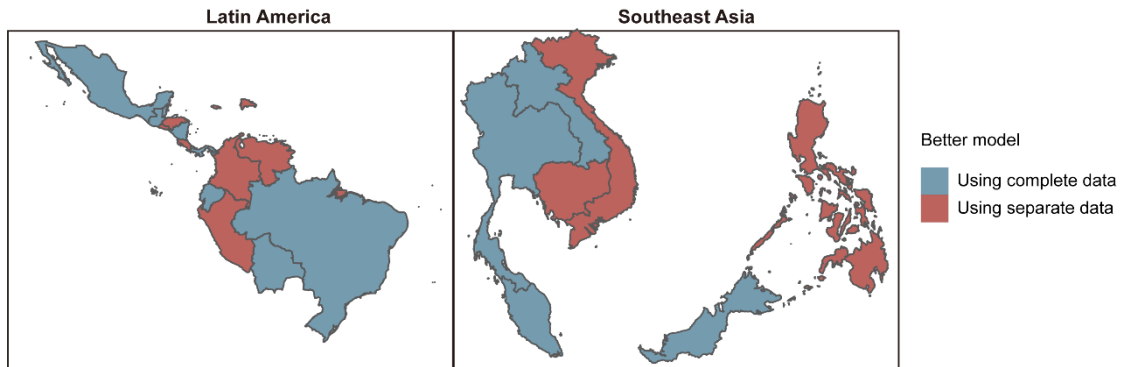 Latin America
Southeast Asia
Better model
Using complete data
Using separate data